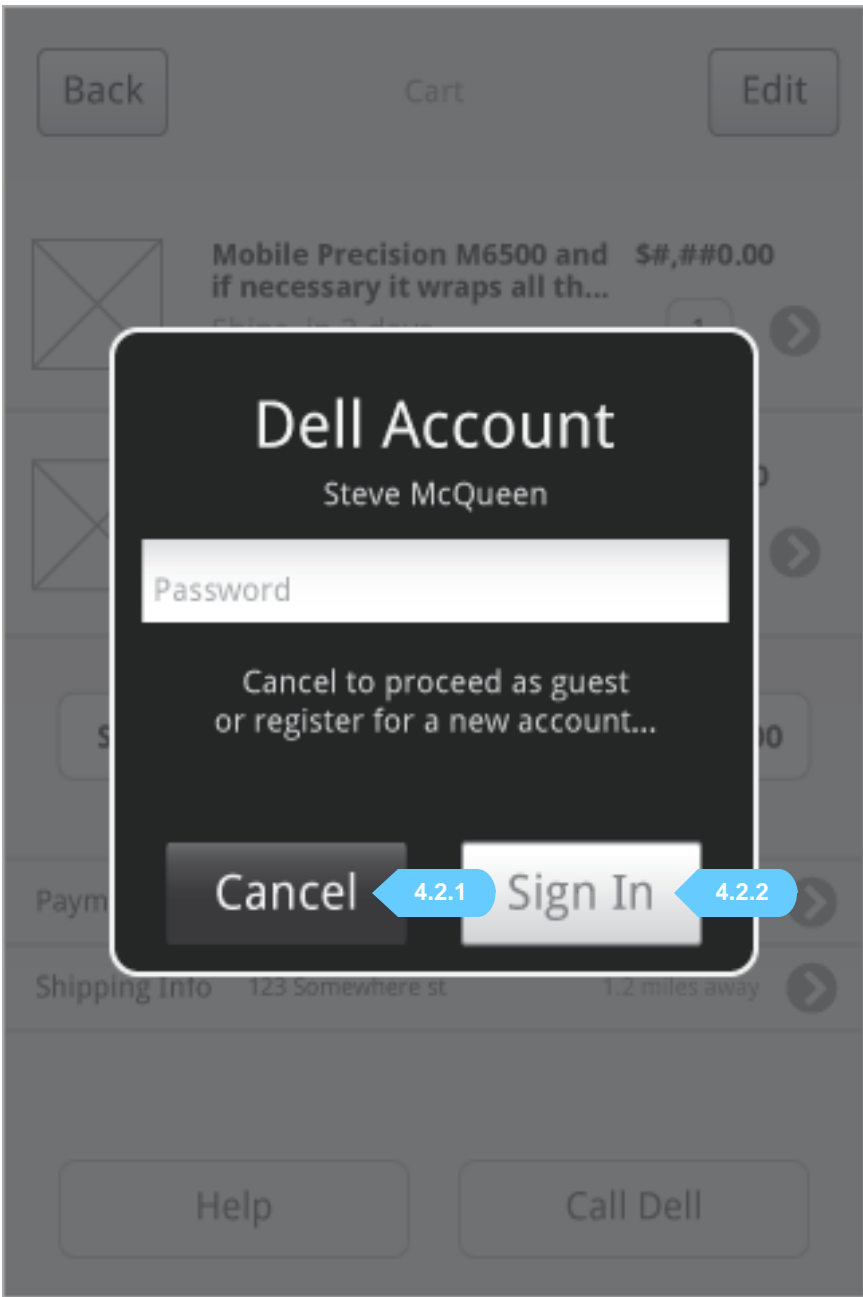 Back
Cart
Edit
Mobile Precision M6500 and
$#,##0.00
if necessary it wraps all th...
Dell Account
Steve McQueen
Password
Cancel to proceed as guest
or register for a new account...
Cancel
4.2.1
Sign In
4.2.2
Shipping Info
123 Somewhere st
1.2 miles away
Help
Call Dell